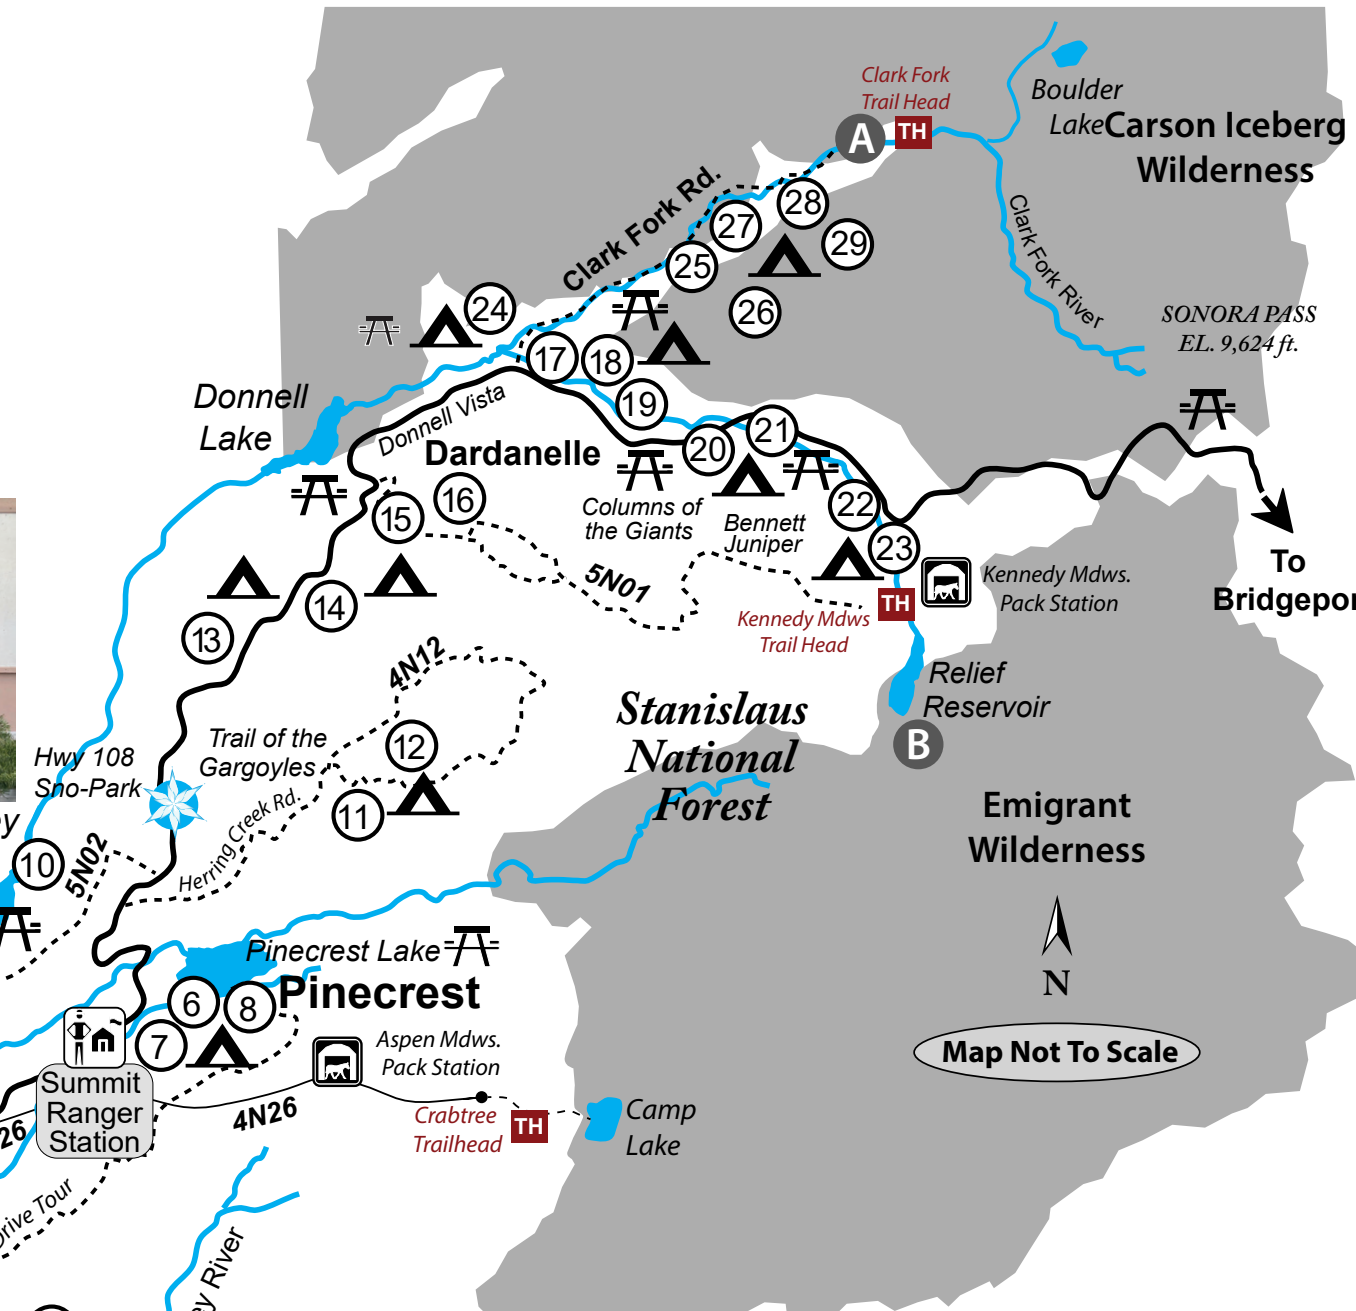 Clark Fork
Trail Head
TH
A
Boulder
Lake
Carson Iceberg
Wilderness
Clark Fork Rd.
28
27
29
25
26
Clark Fork River
SONORA PASS
EL. 9,624 ft.
24
17
18
19
Donnell
Lake
Donnell Vista
Dardanelle
20
21
16
15
Columns of
the Giants
Bennett
Juniper
22
23
To
5N01
Kennedy Mdws.
Pack Station
TH
Kennedy Mdws
Trail Head
14
13
4N12
Relief
Reservoir
B
Stanislaus
National
Forest
Trail of the
Gargoyles
12
11
Hwy 108
Sno-Park
Herring Creek Rd.
10
5N02
Emigrant
Wilderness
N
Map Not To Scale
Pinecrest Lake
Pinecrest
6
8
7
Aspen Mdws.
Pack Station
Summit
Ranger
Station
4N26
26
Crabtree
Trailhead
TH
Camp
Lake
Drive Tour
River